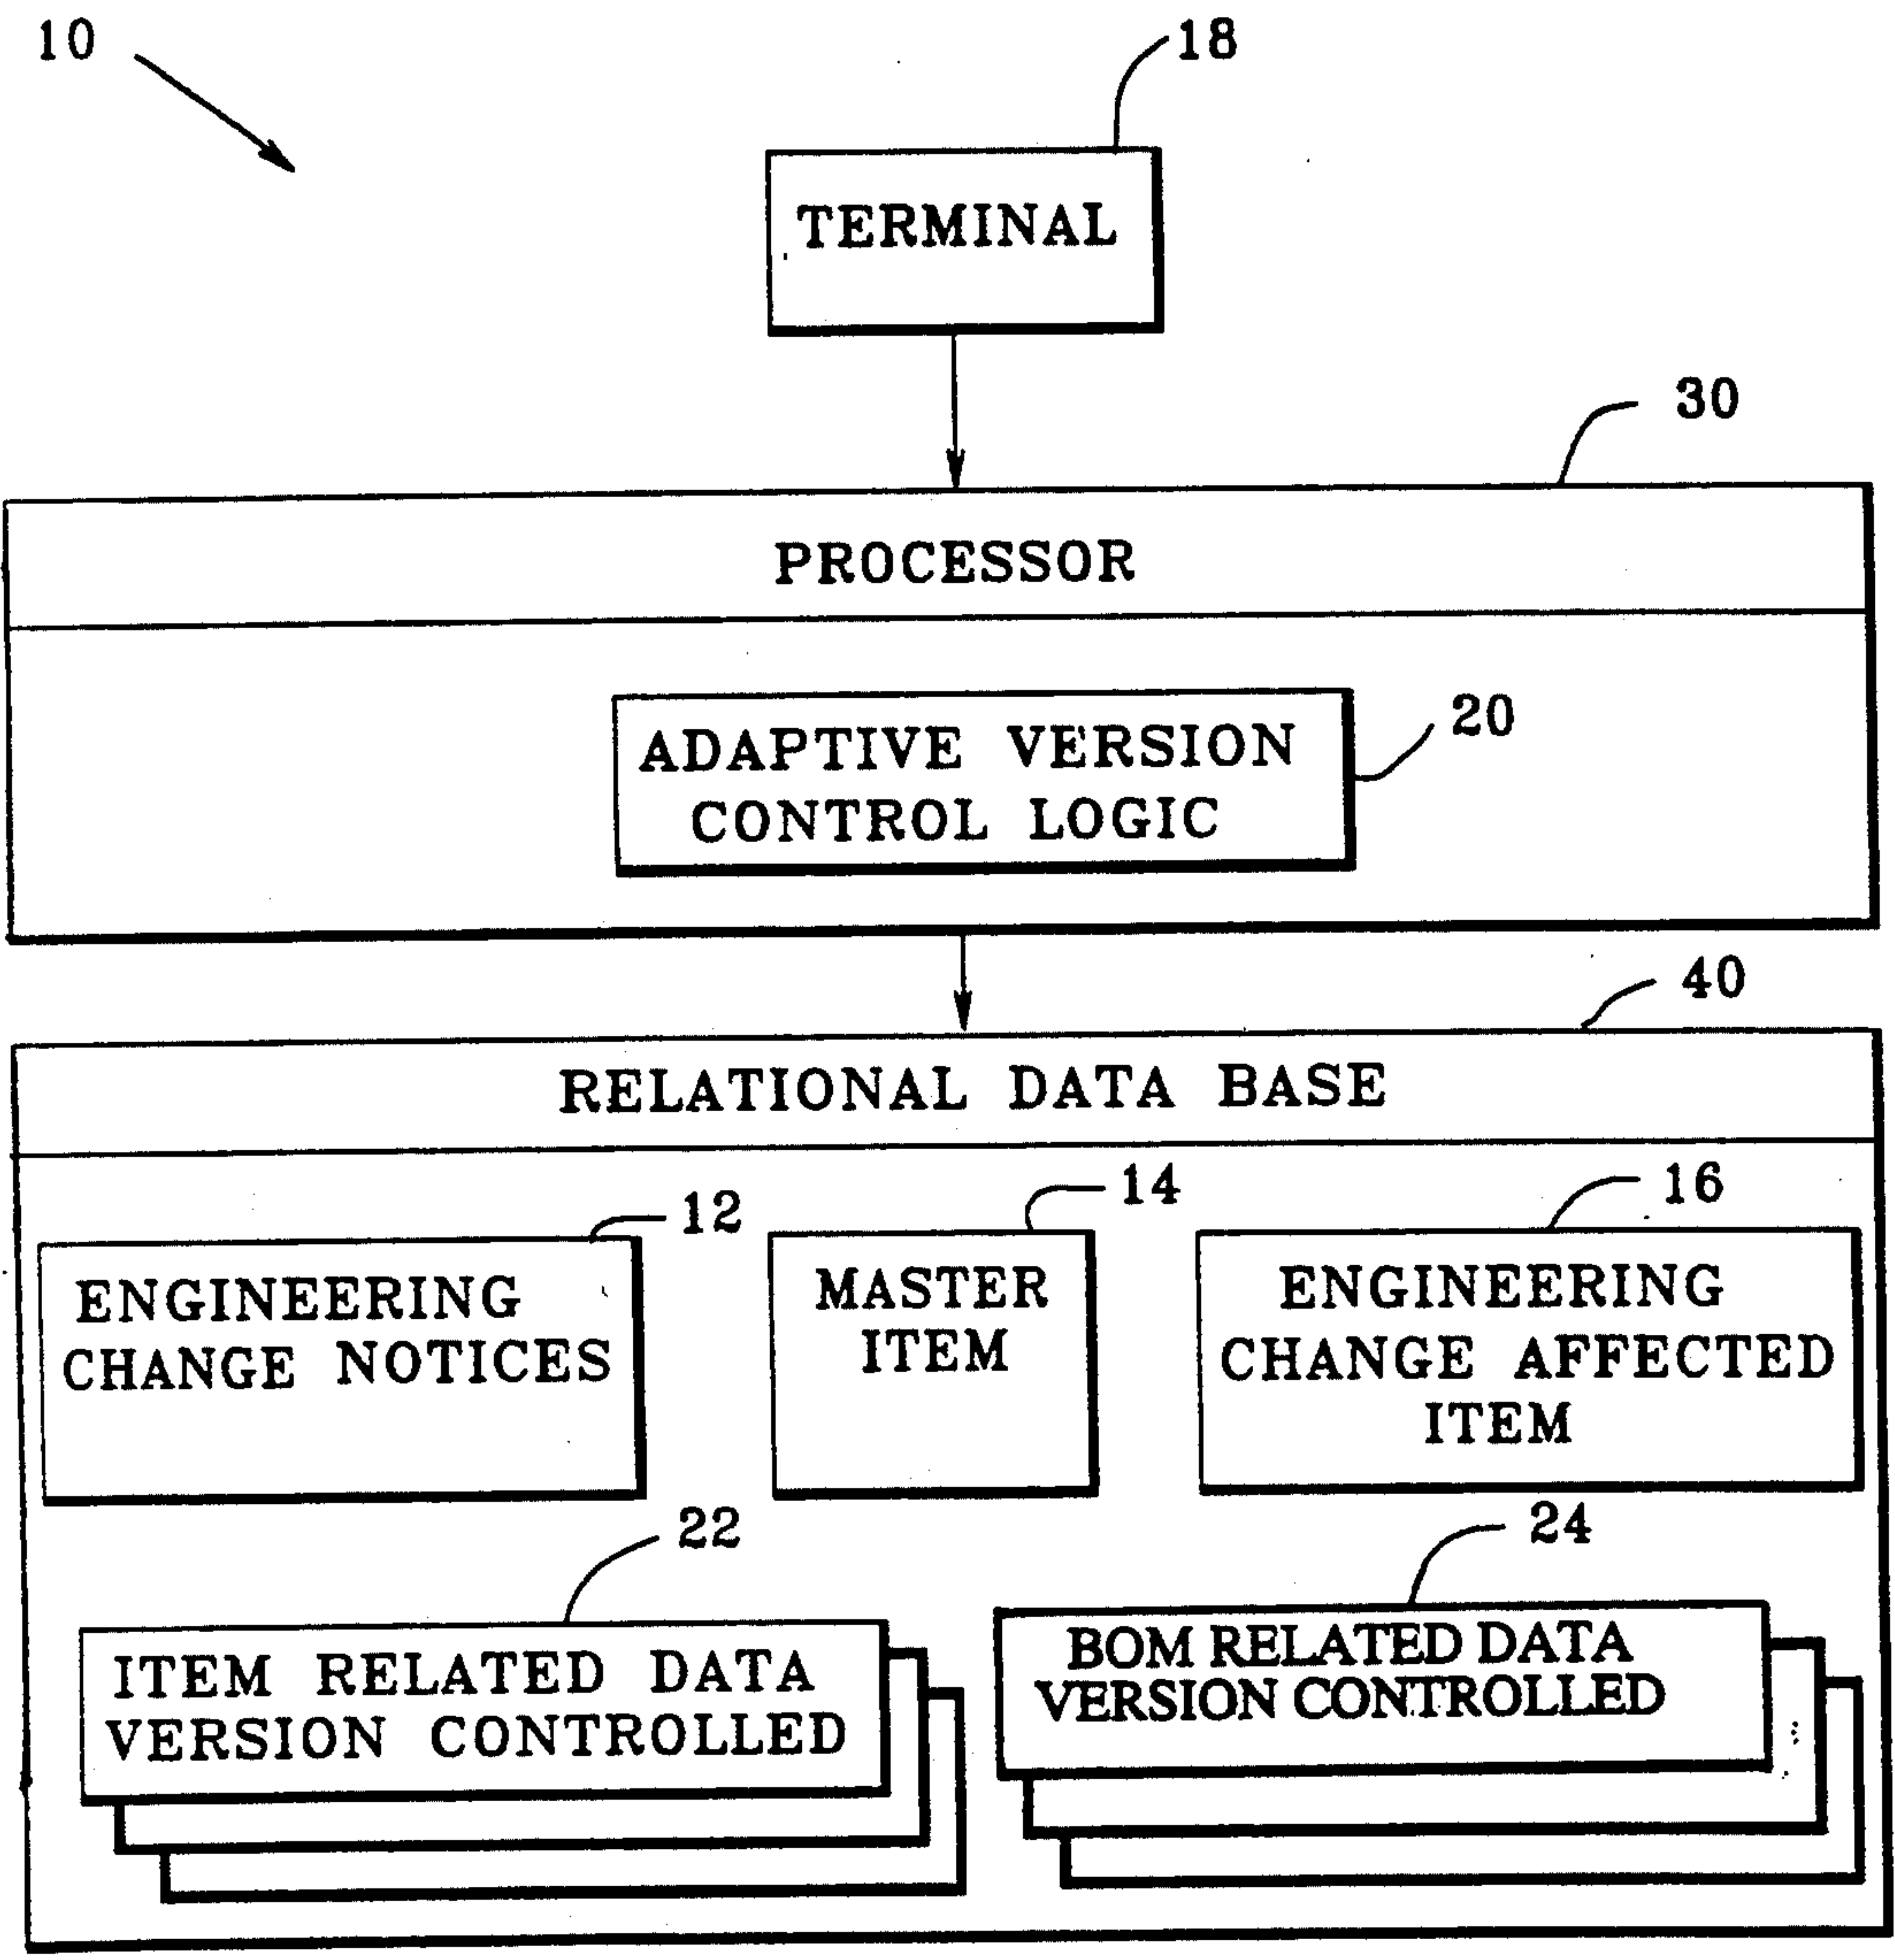 10
18
TERMINAL
30
PROCESSOR
ADAPTIVE VERSION
CONTROL LOGIC
20
40
RELATIONAL DATA BASE
12
14
16
ENGINEERING
CHANGE NOTICES
MASTER
ITEM
ENGINEERING
CHANGE AFFECTED
ITEM
22
24
ITEM RELATED DATA
VERSION CONTROLLED
BOM RELATED DATA
VERSION CONTROLLED